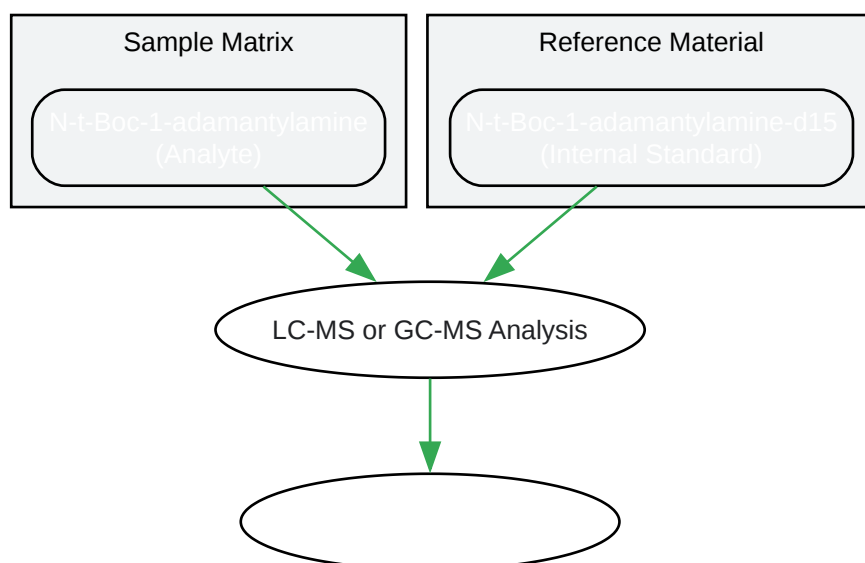 Sample Matrix
Reference Material
N-t-Boc-1-adamantylamine
(Analyte)
N-t-Boc-1-adamantylamine-d15
(Internal Standard)
LC-MS or GC-MS Analysis